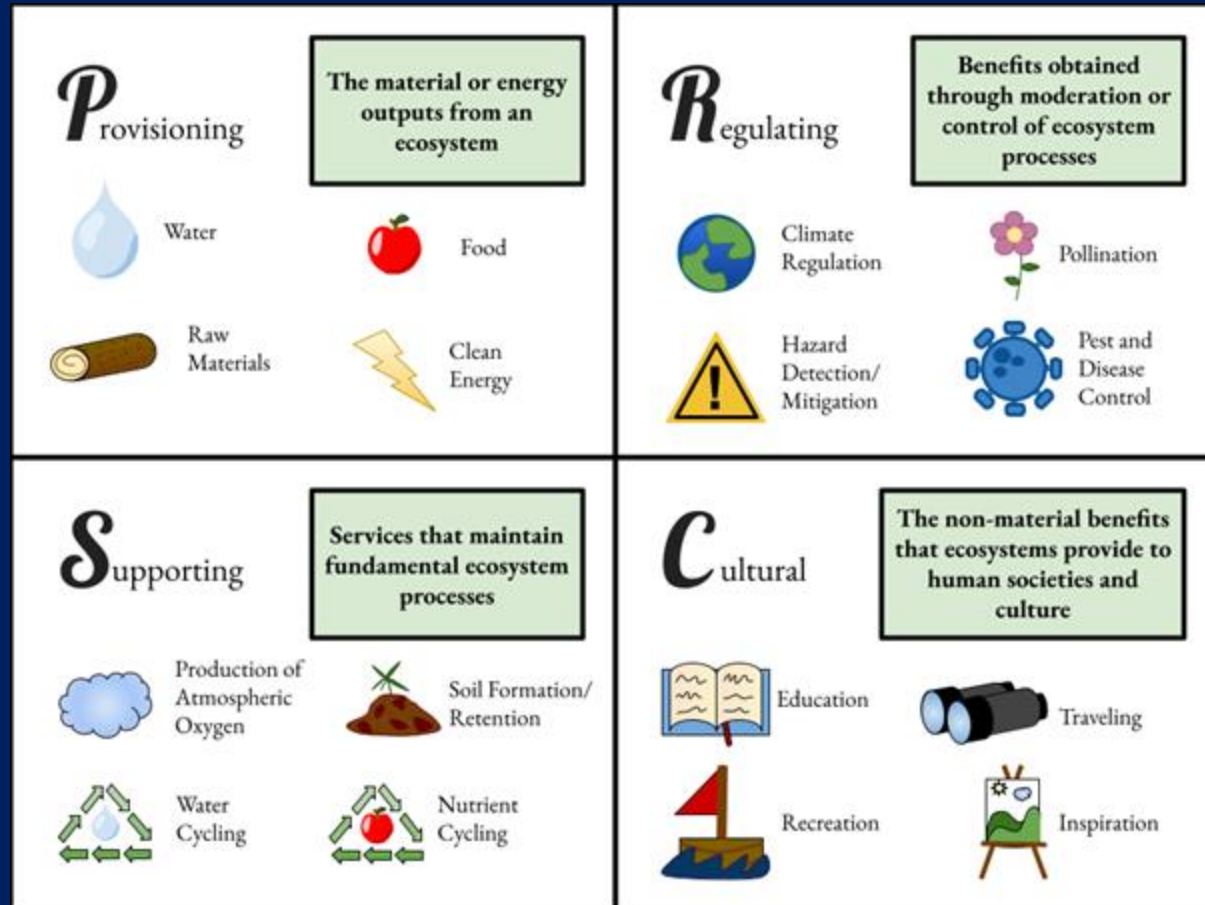 Provisioning
The material or energy
outputs from an
ecosystem
Water
Food
Raw
Materials
Clean
Energy
Regulating
Benefits obtained
through moderation or
control of ecosystem
processes
Climate
Regulation
Pollination
Hazard
Detection/
Mitigation
Pest and
Disease
Control
Supporting
Services that maintain
fundamental ecosystem
processes
Production of
Atmospheric
Oxygen
Soil Formation/
Retention
Water
Cycling
Nutrient
Cycling
Cultural
The non-material benefits
that ecosystems provide to
human societies and
culture
Education
Traveling
Recreation
Inspiration